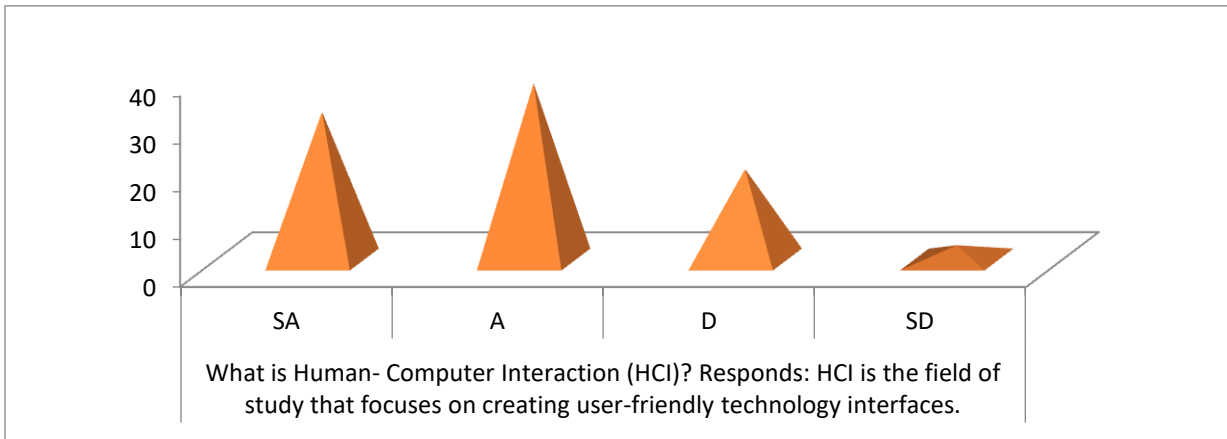 40
30
20
10
0
SA A D SD
What is Human- Computer Interaction (HCI)? Responds: HCI is the field of
study that focuses on creating user-friendly technology interfaces.